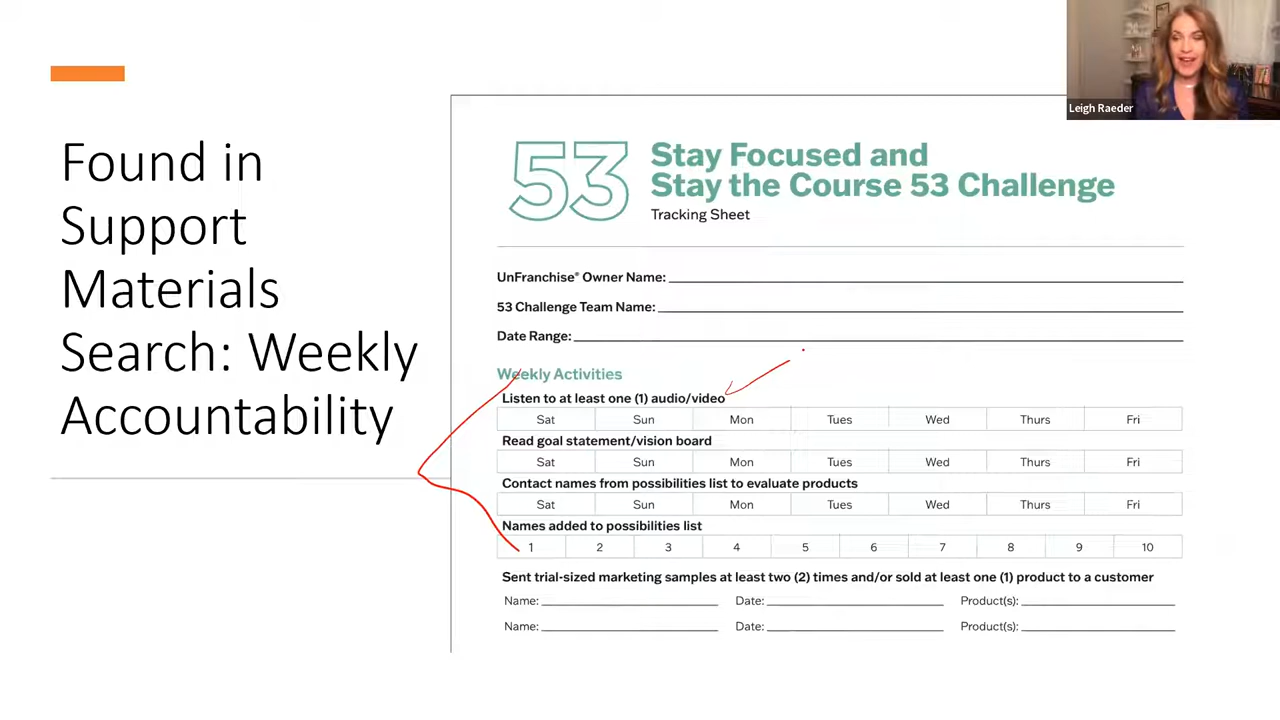 Found in
Support
Materials
Search: Weekly
Accountability
Leigh Raeder
53
Stay Focused and
Stay the Course 53 Challenge
Tracking Sheet
UnFranchise® Owner Name:
53 Challenge Team Name:
Date Range:
Weekly Activities
Listen to at least one (1) audio/video
Sat Sun Mon Tues Wed Thurs Fri
Read goal statement/vision board
Sat Sun Mon Tues Wed Thurs Fri
Contact names from possibilities list to evaluate products
Sat Sun Mon Tues Wed Thurs Fri
Names added to possibilities list
1 2 3 4 5 6 7 8 9 10
Sent trial-sized marketing samples at least two (2) times and/or sold at least one (1) product to a customer
Name: Date: Product(s):
Name: Date: Product(s):